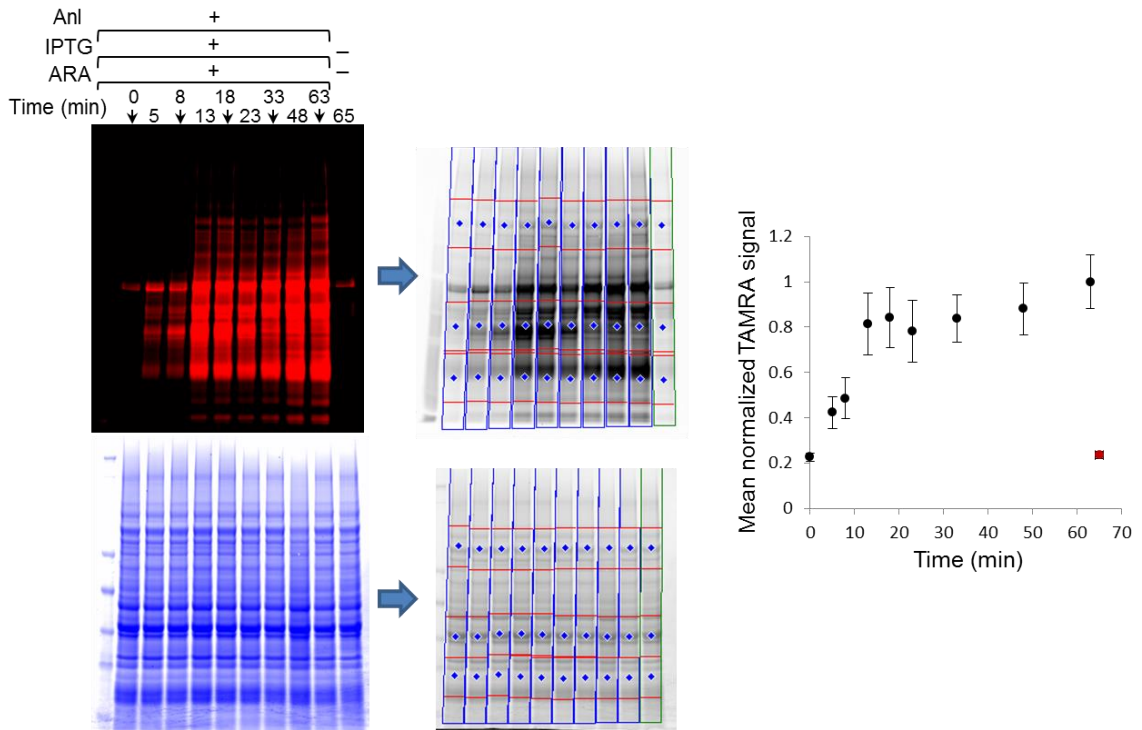 Anl +
IPTG + –
ARA + –
Time (min) 0 5 8 13 18 23 33 48 63 65
Mean normalized TAMRA signal
1.2
1
0.8
0.6
0.4
0.2
0
0 10 20 30 40 50 60 70
Time (min)